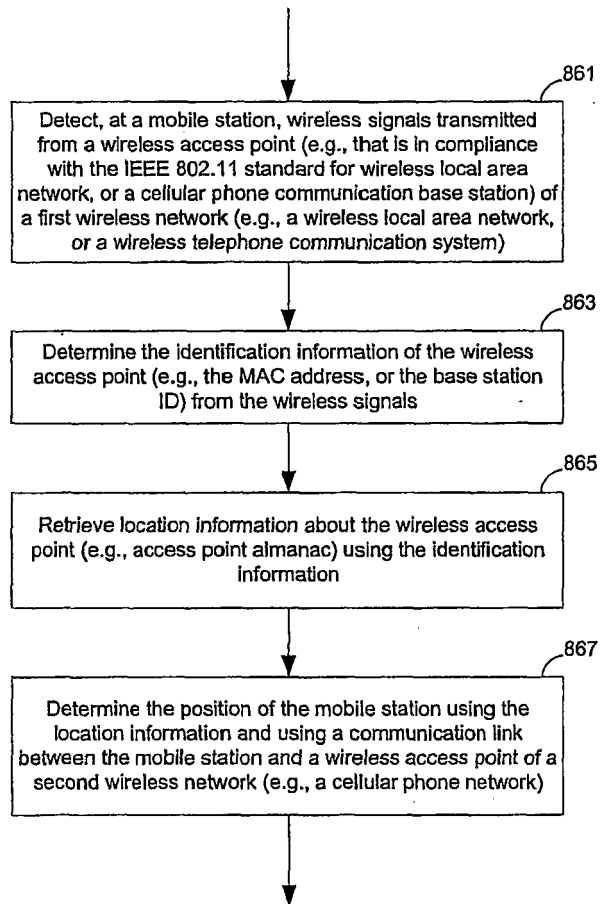 861
Detect, at a mobile station, wireless signals transmitted
from a wireless access point (e.g., that is in compliance
with the IEEE 802.11 standard for wireless local area
network, or a cellular phone communication base station) of
a first wireless network (e.g., a wireless local area network,
or a wireless telephone communication system)
863
Determine the identification information of the wireless
access point (e.g., the MAC address, or the base station
ID) from the wireless signals
865
Retrieve location information about the wireless access
point (e.g., access point almanac) using the identification
information
867
Determine the position of the mobile station using the
location information and using a communication link
between the mobile station and a wireless access point of a
second wireless network (e.g., a cellular phone network)